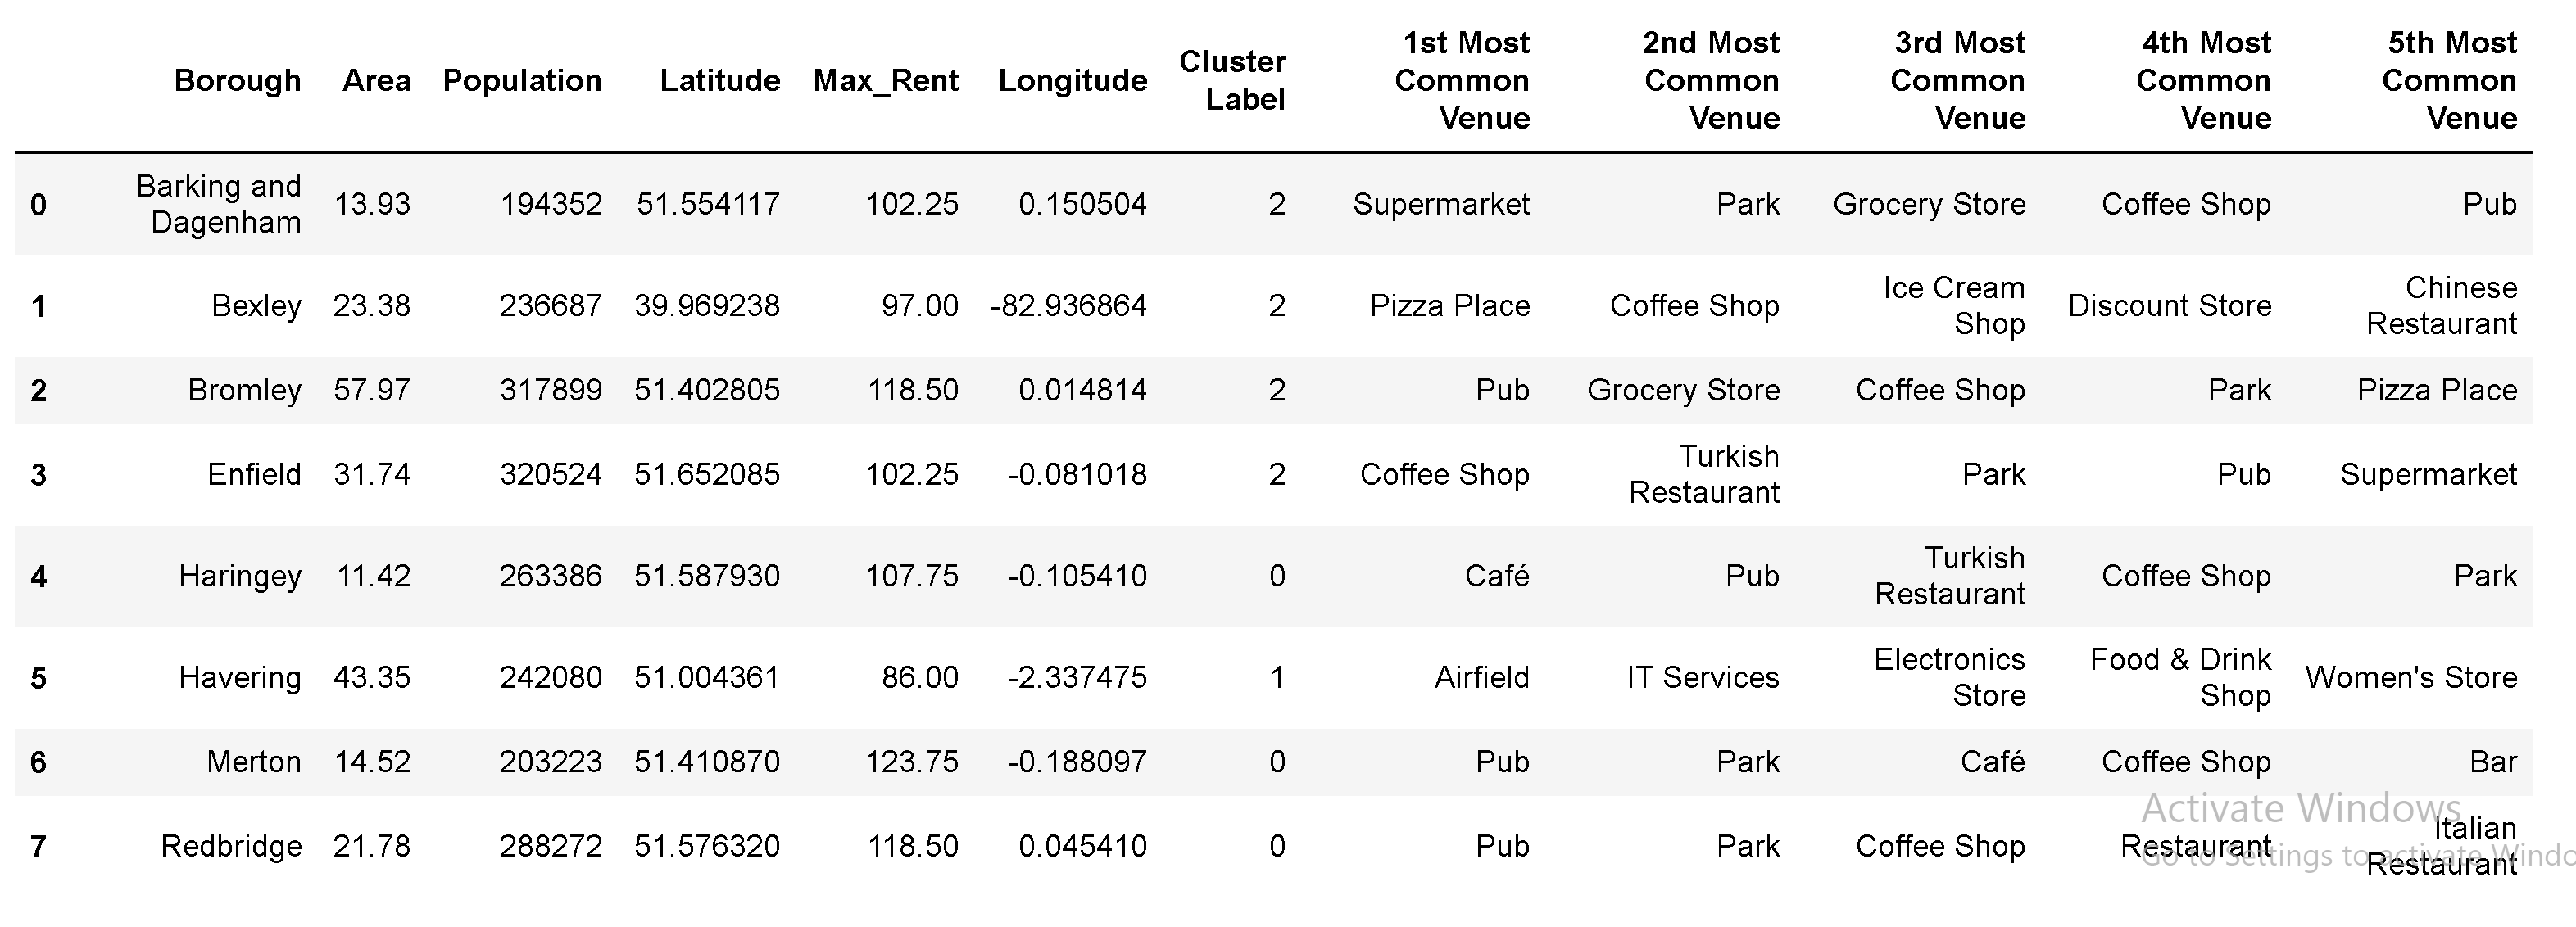 Borough Area Population Latitude Max_Rent Longitude Cluster Label 1st Most Common Venue 2nd Most Common Venue 3rd Most Common Venue 4th Most Common Venue 5th Most Common Venue
0 Barking and Dagenham 13.93 194352 51.554117 102.25 0.150504 2 Supermarket Park Grocery Store Coffee Shop Pub
1 Bexley 23.38 236687 39.969238 97.00 -82.936864 2 Pizza Place Coffee Shop Ice Cream Shop Discount Store Chinese Restaurant
2 Bromley 57.97 317899 51.402805 118.50 0.014814 2 Pub Grocery Store Coffee Shop Park Pizza Place
3 Enfield 31.74 320524 51.652085 102.25 -0.081018 2 Coffee Shop Turkish Restaurant Park Pub Supermarket
4 Haringey 11.42 263386 51.587930 107.75 -0.105410 0 Café Pub Turkish Restaurant Coffee Shop Park
5 Havering 43.35 242080 51.004361 86.00 -2.337475 1 Airfield IT Services Electronics Store Food & Drink Shop Women's Store
6 Merton 14.52 203223 51.410870 123.75 -0.188097 0 Pub Park Café Coffee Shop Bar
7 Redbridge 21.78 288272 51.576320 118.50 0.045410 0 Pub Park Coffee Shop Restaurant Italian Restaurant
Activate Windows
Go to Settings to activate Windo